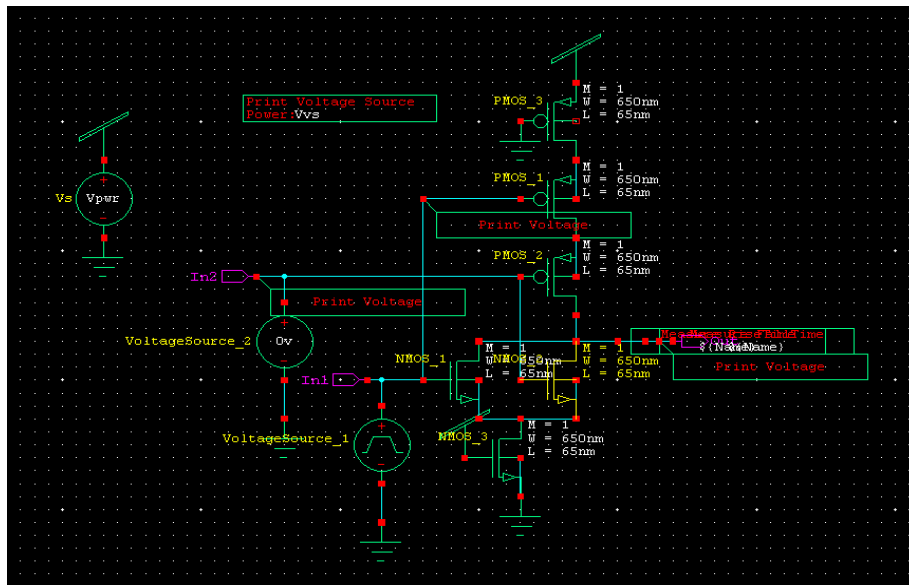 Print Voltage Source
Power:Vvs
PMOS_3
M = 1
W = 650nm
L = 65nm
Vs
Vpwr
PMOS_1
M = 1
W = 650nm
L = 65nm
Print Voltage
PMOS_2
M = 1
W = 650nm
L = 65nm
In2
Print Voltage
VoltageSource_2
0v
NMOS_1
M = 1
W = 650nm
L = 65nm
M = 1
W = 650nm
L = 65nm
Print Voltage
In1
VoltageSource_1
NMOS_3
M = 1
W = 650nm
L = 65nm